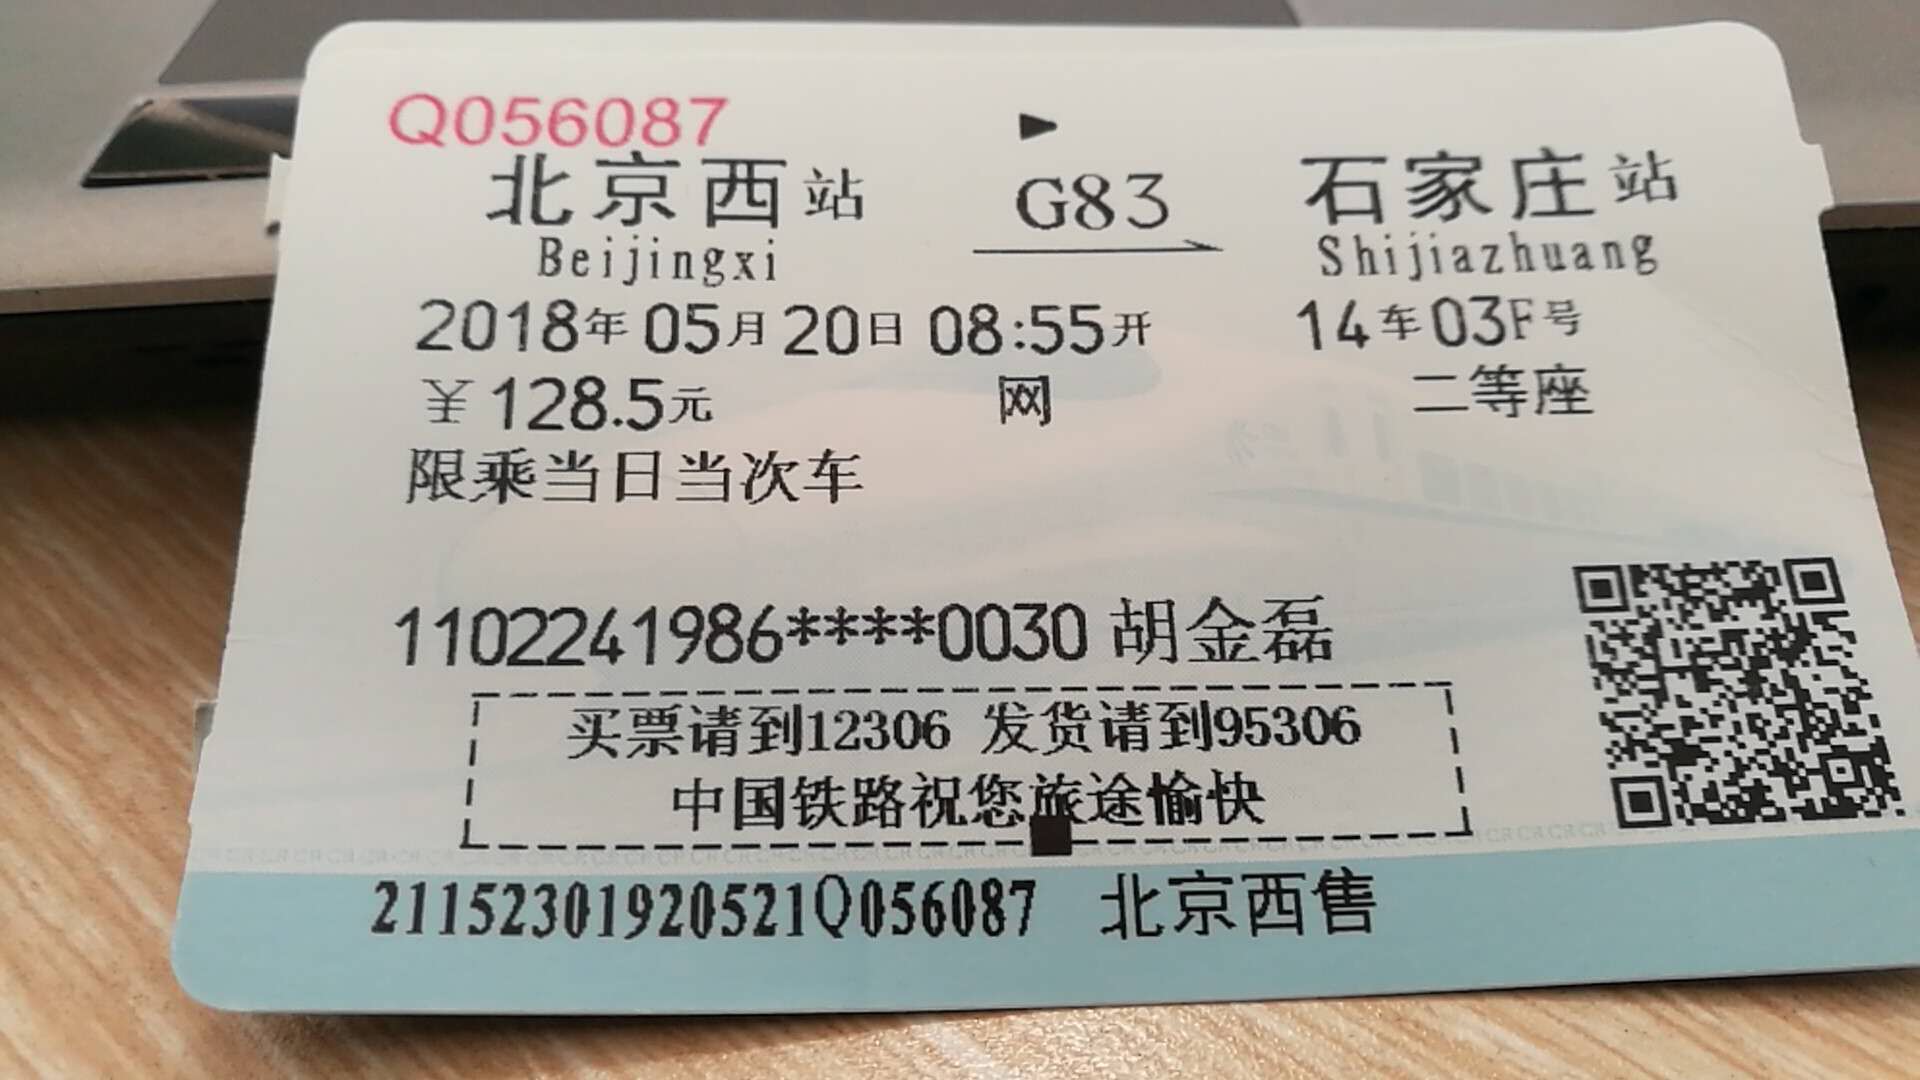 Q056087
北京西站 G83 石家庄站
Beijingxi Shijiazhuang
2018年05月20日 08:55开 14车03F号
¥128.5元 网 二等座
限乘当日当次车
1102241986****0030 胡金磊
买票请到12306 发货请到95306
中国铁路祝您旅途愉快
21152301920521Q056087 北京西售